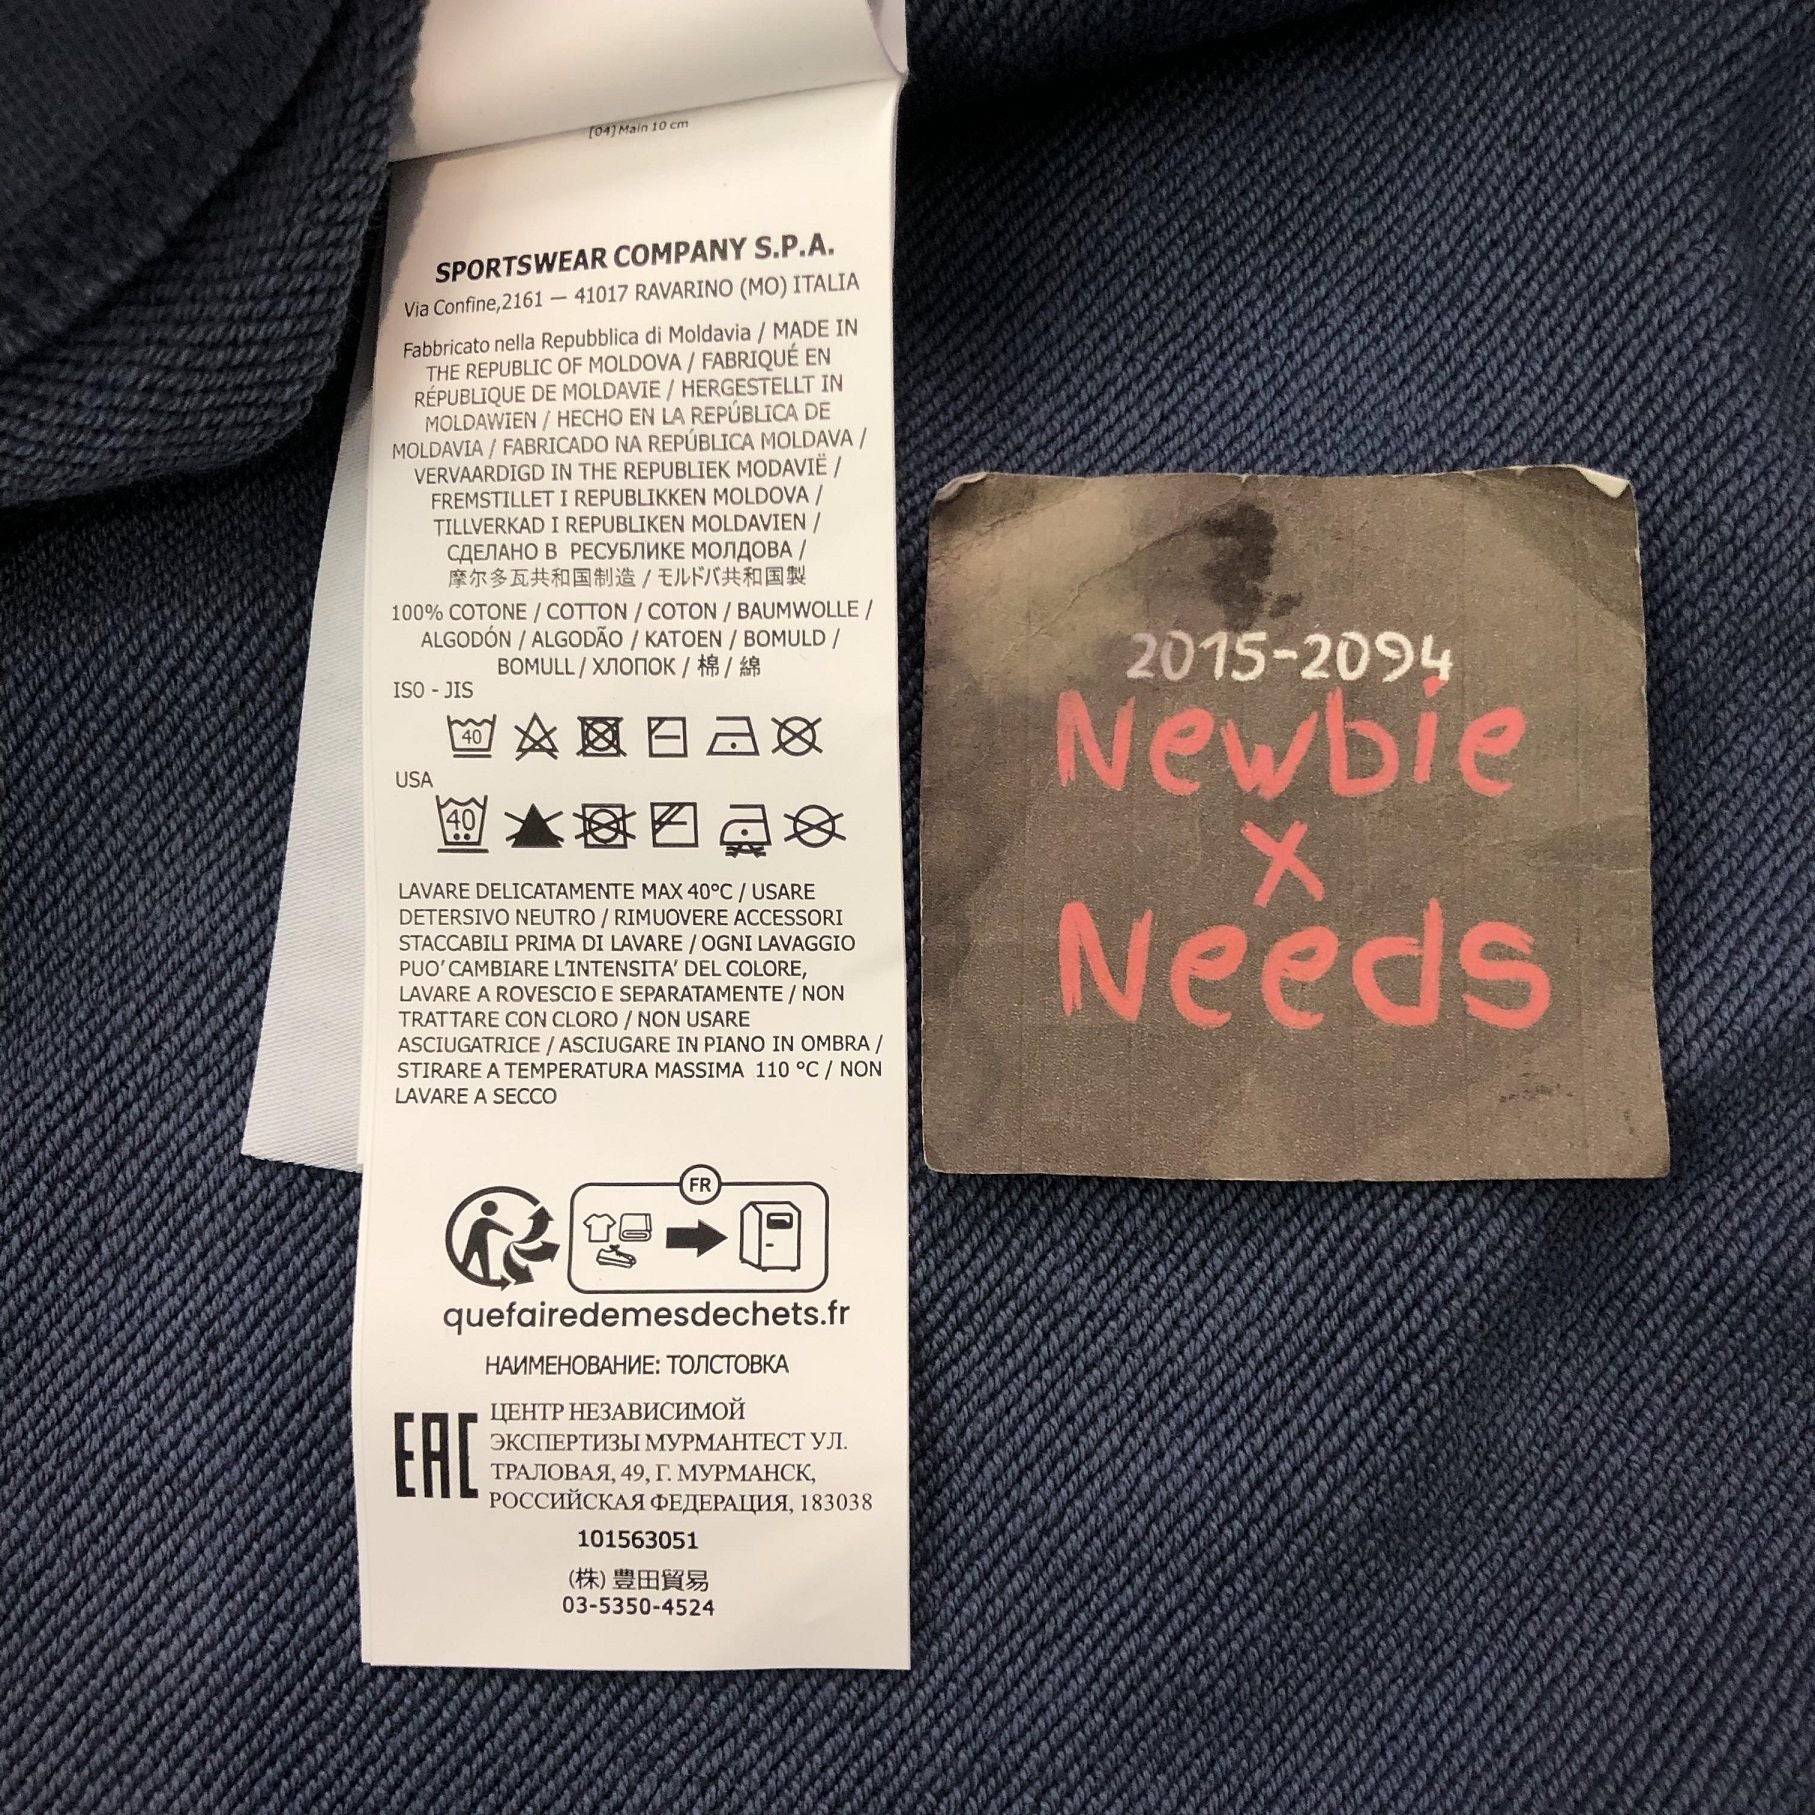 [04] Main 10 cm
SPORTSWEAR COMPANY S.P.A.
Via Confine,2161 — 41017 RAVARINO (MO) ITALIA
Fabbricato nella Repubblica di Moldavia / MADE IN
THE REPUBLIC OF MOLDOVA / FABRIQUÉ EN
RÉPUBLIQUE DE MOLDAVIE / HERGESTELLT IN
MOLDAWIEN / HECHO EN LA REPÚBLICA DE
MOLDAVIA / FABRICADO NA REPÚBLICA MOLDAVA /
VERVAARDIGD IN THE REPUBLIEK MODAVIË /
FREMSTILLET I REPUBLIKKEN MOLDOVA /
TILLVERKAD I REPUBLIKEN MOLDAVIEN /
СДЕЛАНО В РЕСУБЛИКЕ МОЛДОВА /
摩尔多瓦共和国制造 / モルドバ共和国製
100% COTONE / COTTON / COTON / BAUMWOLLE /
ALGODÓN / ALGODÃO / KATOEN / BOMULD /
BOMULL / ХЛОПОК / 棉 / 綿
ISO - JIS
40
USA
40
LAVARE DELICATAMENTE MAX 40°C / USARE
DETERSIVO NEUTRO / RIMUOVERE ACCESSORI
STACCABILI PRIMA DI LAVARE / OGNI LAVAGGIO
PUO' CAMBIARE L'INTENSITA' DEL COLORE,
LAVARE A ROVESCIO E SEPARATAMENTE / NON
TRATTARE CON CLORO / NON USARE
ASCIUGATRICE / ASCIUGARE IN PIANO IN OMBRA /
STIRARE A TEMPERATURA MASSIMA 110 °C / NON
LAVARE A SECCO
FR
quefairedemesdechets.fr
НАИМЕНОВАНИЕ: ТОЛСТОВКА
EAC
ЦЕНТР НЕЗАВИСИМОЙ
ЭКСПЕРТИЗЫ МУРМАНТЕСТ УЛ.
ТРАЛОВАЯ, 49, Г. МУРМАНСК,
РОССИЙСКАЯ ФЕДЕРАЦИЯ, 183038
101563051
(株) 豊田貿易
03-5350-4524
2015-2094
Newbie
x
Needs